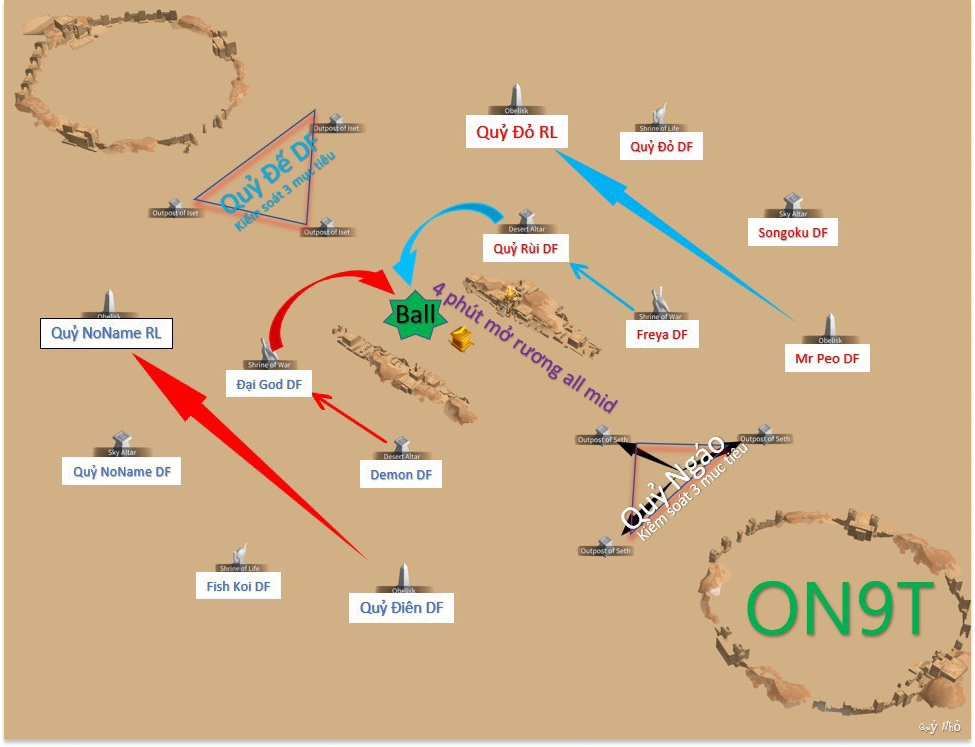 Obelisk
Quỷ Đỏ RL
Shrine of Life
Quỷ Đỏ DF
Outpost of Iset
Quỷ Đế DF
Kiểm soát 3 mục tiêu
Outpost of Iset
Outpost of Iset
Sky Altar
Songoku DF
Desert Altar
Quỷ Rùi DF
Obelisk
Quỷ NoName RL
Ball
4 phút mở rương all mid
Shrine of War
Freya DF
Obelisk
Mr Peo DF
Shrine of War
Đại God DF
Sky Altar
Quỷ NoName DF
Desert Altar
Demon DF
Outpost of Seth
Outpost of Seth
Quỷ Ngáo
Kiểm soát 3 mục tiêu
Outpost of Seth
Shrine of Life
Fish Koi DF
Obelisk
Quỷ Điên DF
ON9T
Quỷ Nhỏ